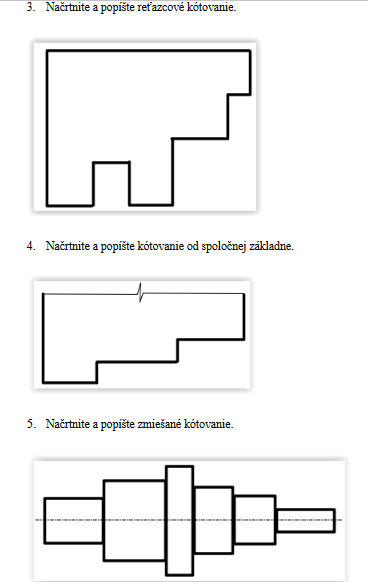 3. Načrtnite a popíšte reťazcové kótovanie.
4. Načrtnite a popíšte kótovanie od spoločnej základne.
5. Načrtnite a popíšte zmiešané kótovanie.